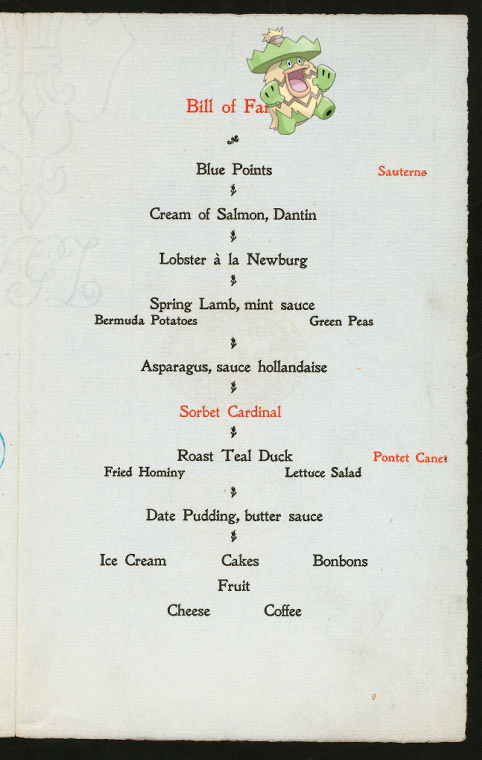 Bill of Far
Blue Points Sauterne
Cream of Salmon, Dantin
Lobster à la Newburg
Spring Lamb, mint sauce
Bermuda Potatoes Green Peas
Asparagus, sauce hollandaise
Sorbet Cardinal
Roast Teal Duck Pontet Canet
Fried Hominy Lettuce Salad
Date Pudding, butter sauce
Ice Cream Cakes Bonbons
Fruit
Cheese Coffee